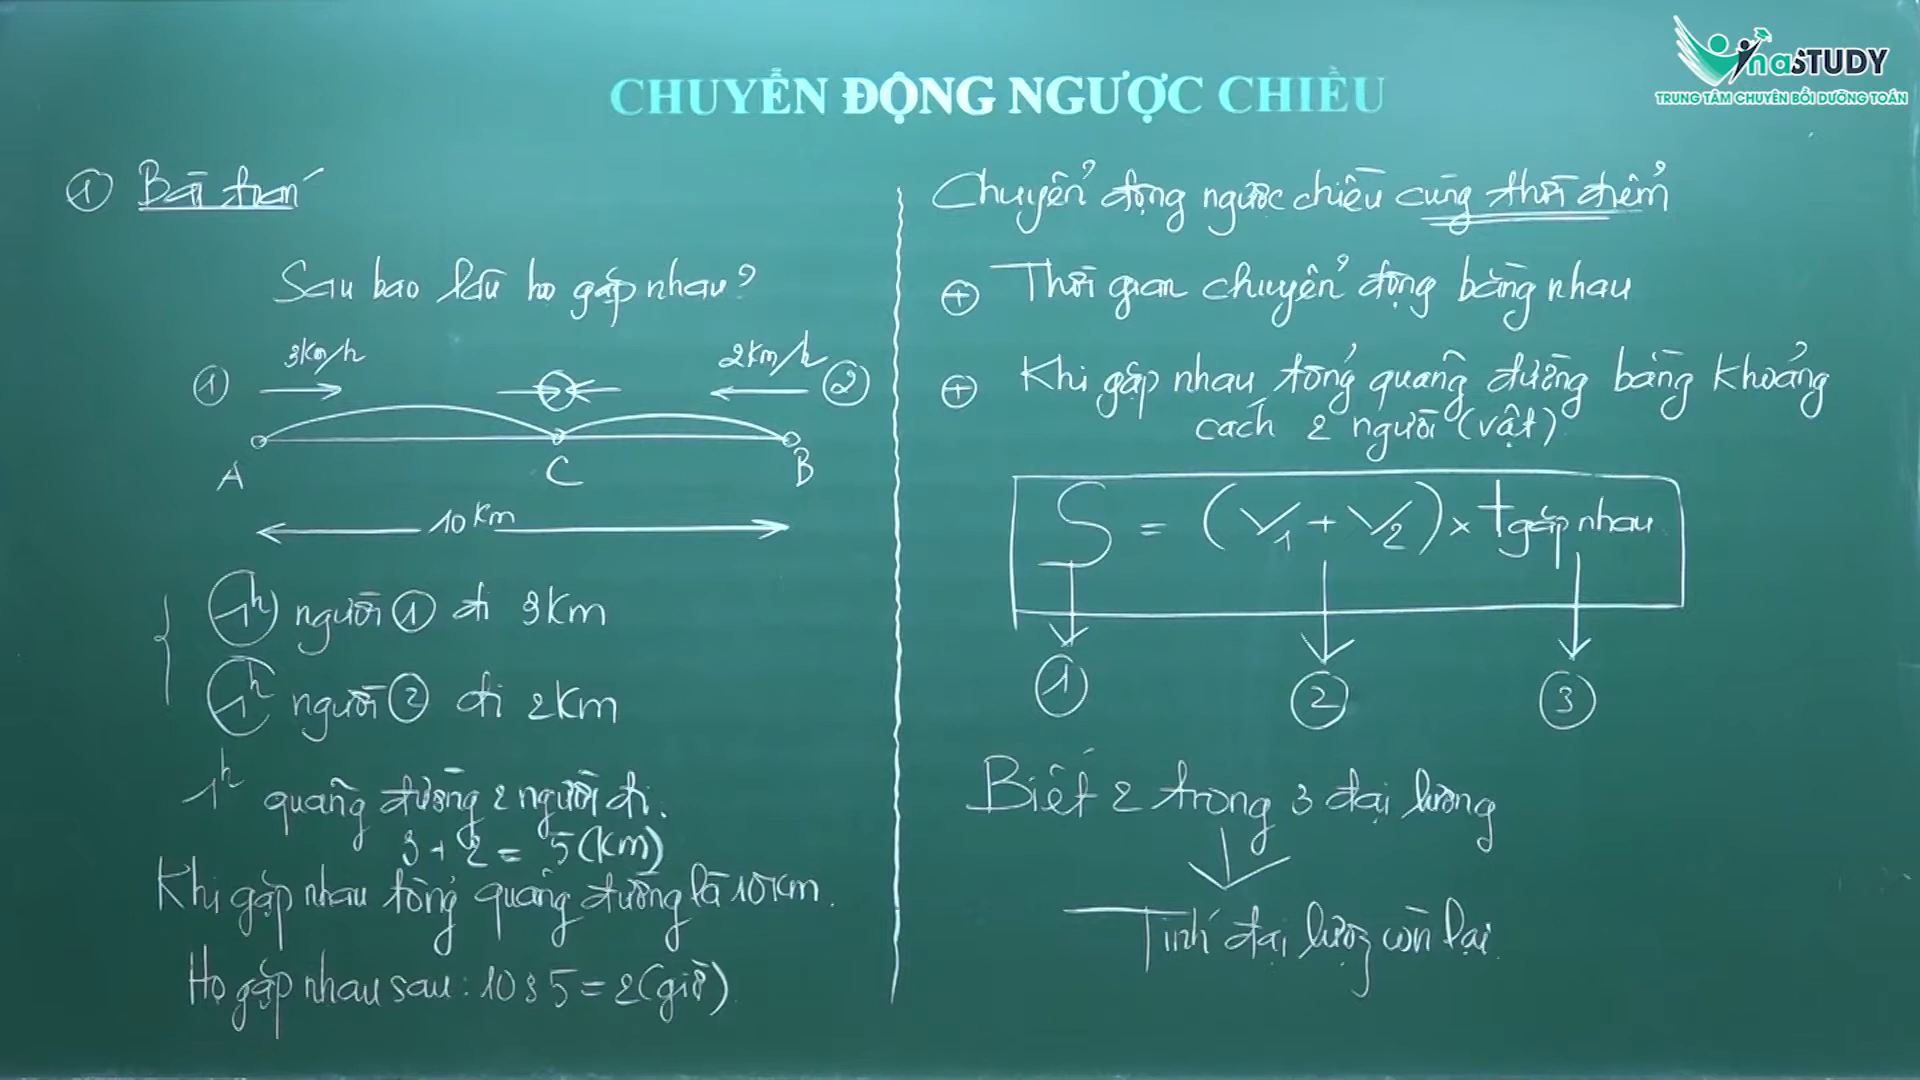 VinaSTUDY
TRUNG TÂM CHUYÊN BỒI DƯỠNG TOÁN
CHUYỂN ĐỘNG NGƯỢC CHIỀU
① Bài toán
Sau bao lâu họ gặp nhau?
① 3km/h 2km/h ②
A C B
10 km
1h người ① đi 3km
1h người ② đi 2km
1h quãng đường 2 người đi.
3 + 2 = 5 (km)
Khi gặp nhau tổng quãng đường là 10km.
Họ gặp nhau sau: 10 : 5 = 2 (giờ)
Chuyển động ngược chiều cùng thời điểm
⊕ Thời gian chuyển động bằng nhau
⊕ Khi gặp nhau tổng quãng đường bằng khoảng
cách 2 người (vật)
S = (V1 + V2) × t gặp nhau
① ② ③
Biết 2 trong 3 đại lượng
Tính đại lượng còn lại.